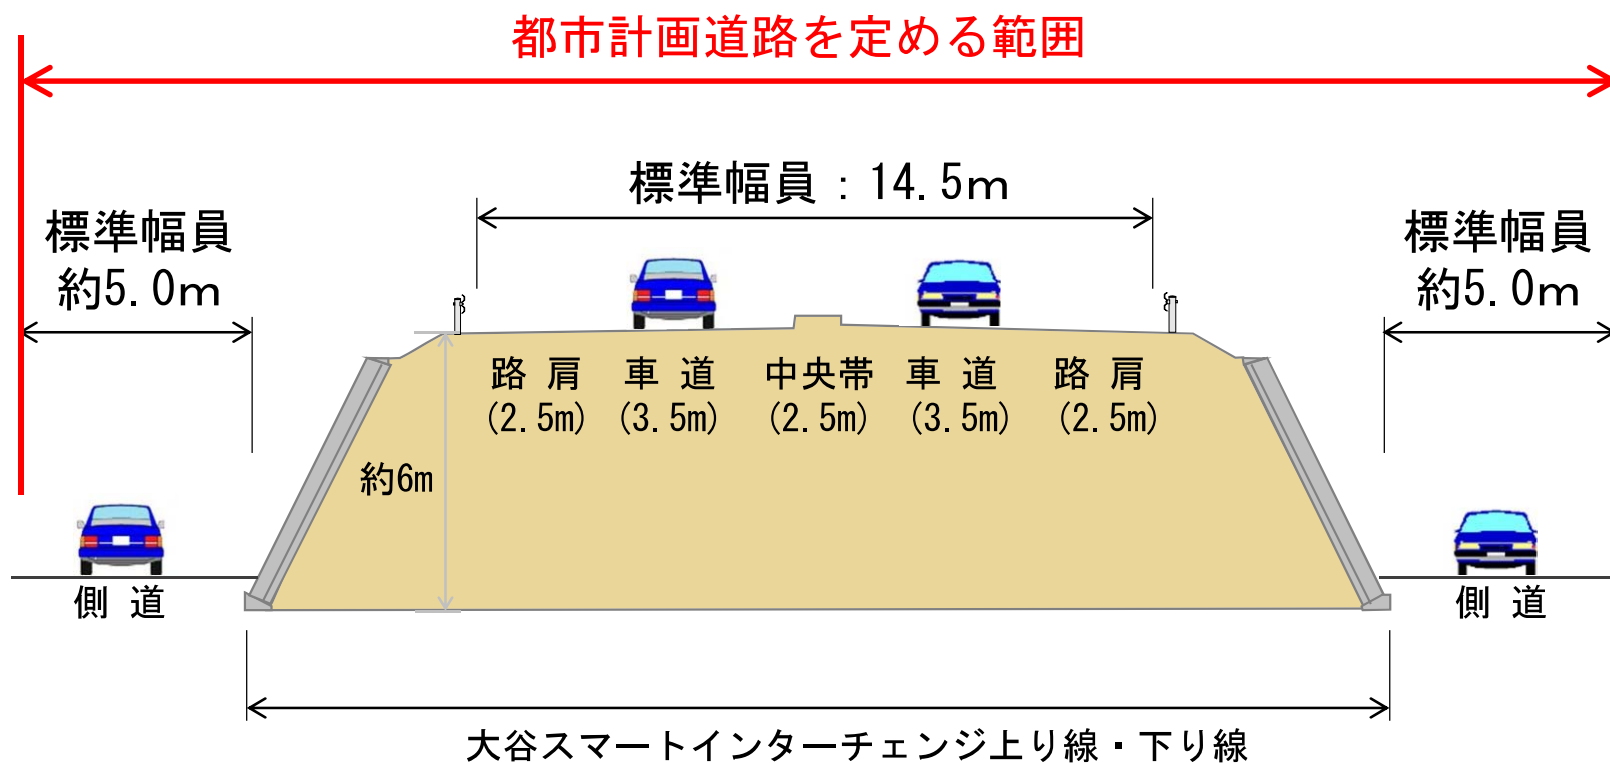 都市計画道路を定める範囲
標準幅員：14.5ｍ
標準幅員
約5.0ｍ
標準幅員
約5.0ｍ
路 肩
(2.5m)
車 道
(3.5m)
中央帯
(2.5m)
車 道
(3.5m)
路 肩
(2.5m)
約6m
側 道
側 道
大谷スマートインターチェンジ上り線・下り線